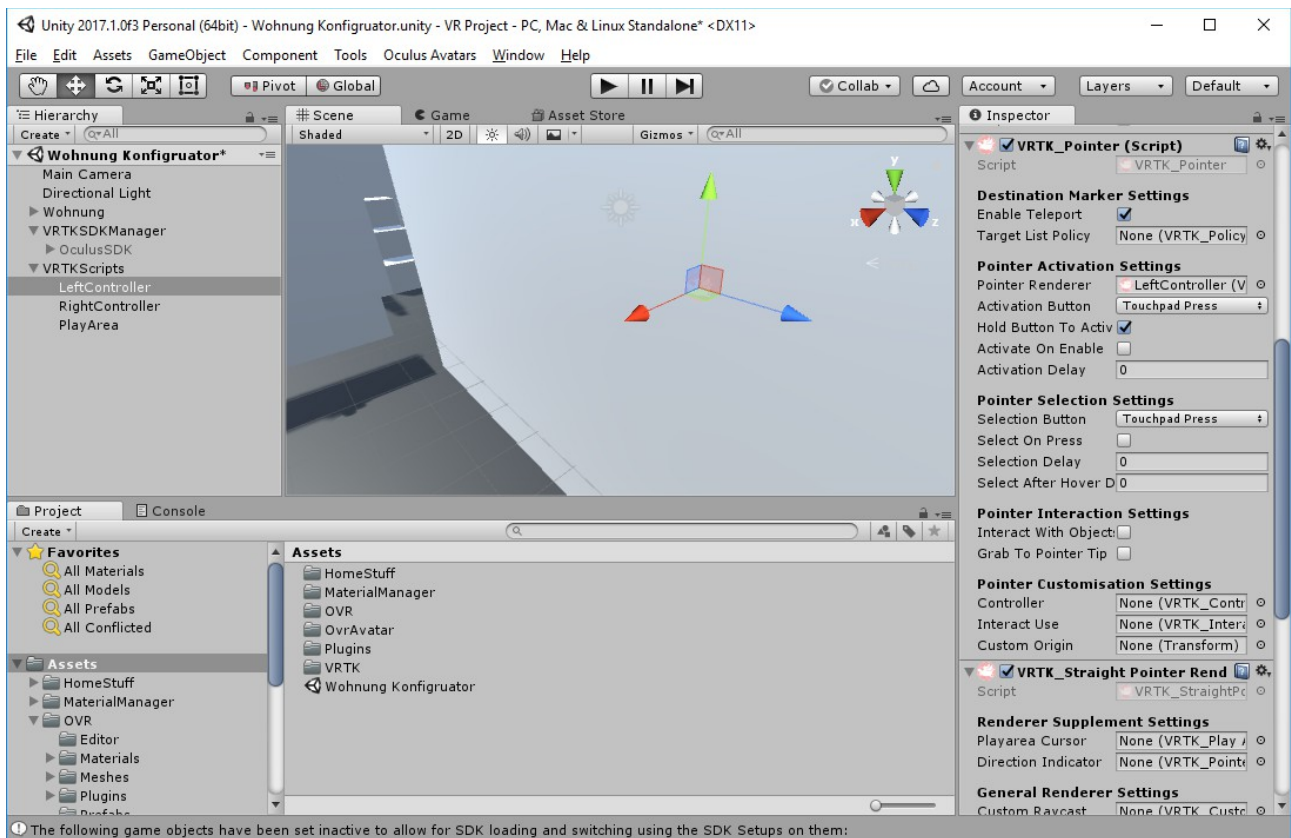 Unity 2017.1.0f3 Personal (64bit) - Wohnung Konfigruator.unity - VR Project - PC, Mac & Linux Standalone* <DX11>
File Edit Assets GameObject Component Tools Oculus Avatars Window Help
Pivot Global Collab Account Layers Default
Hierarchy
Create All
Wohnung Konfigruator*
Main Camera
Directional Light
Wohnung
VRTKSDKManager
OculusSDK
VRTKScripts
LeftController
RightController
PlayArea
Scene Game Asset Store
Shaded 2D Gizmos All
y
x z
Inspector
VRTK_Pointer (Script)
Script VRTK_Pointer
Destination Marker Settings
Enable Teleport
Target List Policy None (VRTK_Policy
Pointer Activation Settings
Pointer Renderer LeftController (V
Activation Button Touchpad Press
Hold Button To Activ
Activate On Enable
Activation Delay 0
Pointer Selection Settings
Selection Button Touchpad Press
Select On Press
Selection Delay 0
Select After Hover D 0
Pointer Interaction Settings
Interact With Object
Grab To Pointer Tip
Pointer Customisation Settings
Controller None (VRTK_Contr
Interact Use None (VRTK_Intera
Custom Origin None (Transform)
VRTK_Straight Pointer Rend
Script VRTK_StraightPo
Renderer Supplement Settings
Playarea Cursor None (VRTK_Play
Direction Indicator None (VRTK_Pointe
General Renderer Settings
Custom Raycast None (VRTK_Custo
Project Console
Create
Favorites
All Materials
All Models
All Prefabs
All Conflicted
Assets
HomeStuff
MaterialManager
OVR
Editor
Materials
Meshes
Plugins
Prefabs
Assets
HomeStuff
MaterialManager
OVR
OvrAvatar
Plugins
VRTK
Wohnung Konfigruator
The following game objects have been set inactive to allow for SDK loading and switching using the SDK Setups on them: